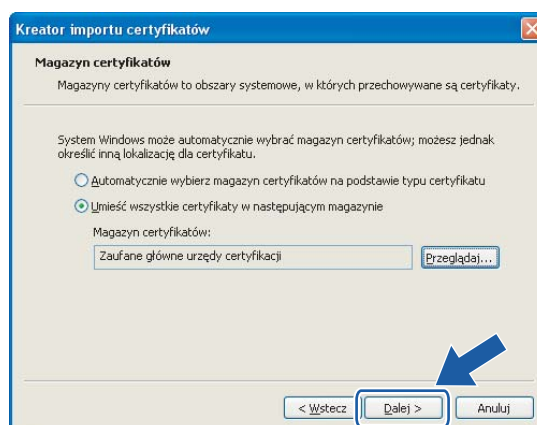 Kreator importu certyfikatów
Magazyn certyfikatów
Magazyny certyfikatów to obszary systemowe, w których przechowywane są certyfikaty.
System Windows może automatycznie wybrać magazyn certyfikatów; możesz jednak
określić inną lokalizację dla certyfikatu.
Automatycznie wybierz magazyn certyfikatów na podstawie typu certyfikatu
Umieść wszystkie certyfikaty w następującym magazynie
Magazyn certyfikatów:
Zaufane główne urzędy certyfikacji
Przeglądaj...
< Wstecz
Dalej >
Anuluj